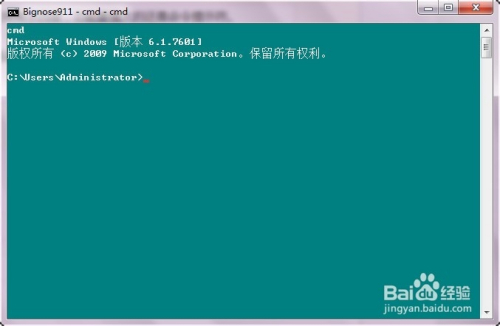 Bignose911 - cmd - cmd
cmd
Microsoft Windows [版本 6.1.7601]
版权所有 (c) 2009 Microsoft Corporation。保留所有权利。
C:\Users\Administrator>
Baidu经验
jingyan.baidu.com